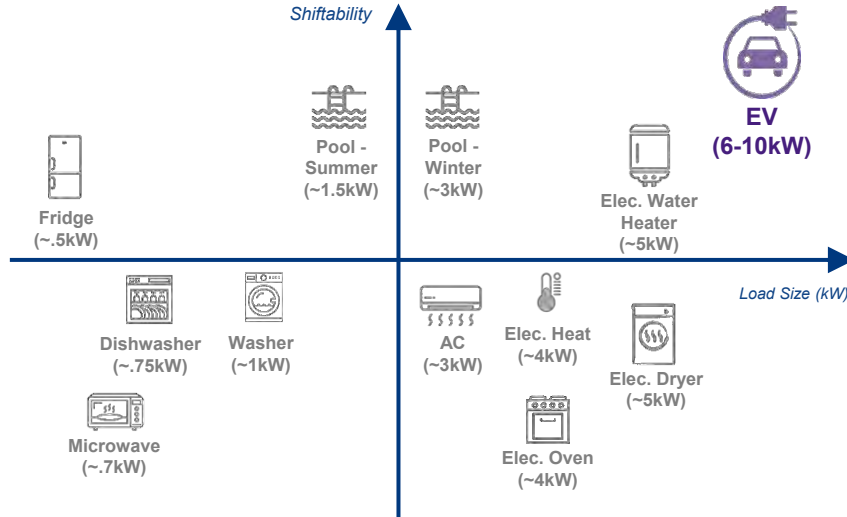 Shiftability
EV
(6-10kW)
Pool -
Summer
(~1.5kW)
Pool -
Winter
(~3kW)
Elec. Water
Heater
(~5kW)
Fridge
(~.5kW)
Load Size (kW)
Dishwasher
(~.75kW)
Washer
(~1kW)
AC
(~3kW)
Elec. Heat
(~4kW)
Elec. Dryer
(~5kW)
Microwave
(~.7kW)
Elec. Oven
(~4kW)